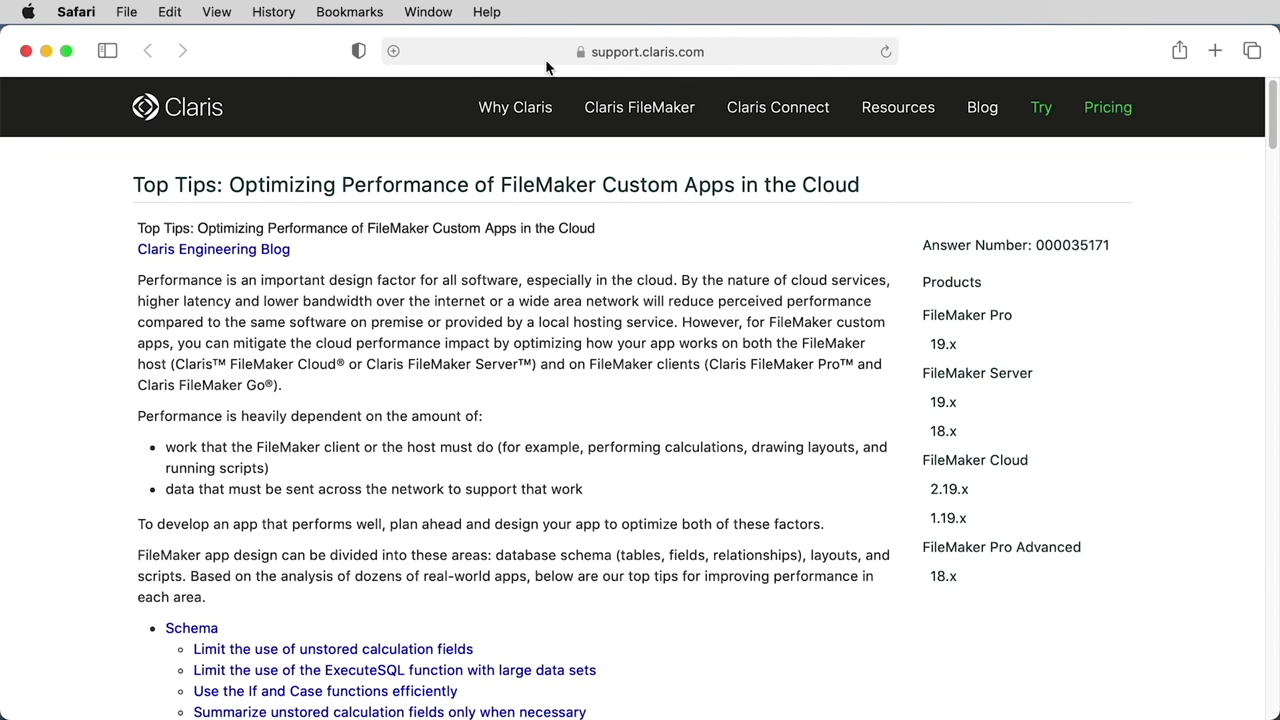 Safari File Edit View History Bookmarks Window Help
support.claris.com
Claris Why Claris Claris FileMaker Claris Connect Resources Blog Try Pricing
Top Tips: Optimizing Performance of FileMaker Custom Apps in the Cloud
Top Tips: Optimizing Performance of FileMaker Custom Apps in the Cloud
Claris Engineering Blog
Performance is an important design factor for all software, especially in the cloud. By the nature of cloud services,
higher latency and lower bandwidth over the internet or a wide area network will reduce perceived performance
compared to the same software on premise or provided by a local hosting service. However, for FileMaker custom
apps, you can mitigate the cloud performance impact by optimizing how your app works on both the FileMaker
host (Claris™ FileMaker Cloud® or Claris FileMaker Server™) and on FileMaker clients (Claris FileMaker Pro™ and
Claris FileMaker Go®).
Performance is heavily dependent on the amount of:
• work that the FileMaker client or the host must do (for example, performing calculations, drawing layouts, and
running scripts)
• data that must be sent across the network to support that work
To develop an app that performs well, plan ahead and design your app to optimize both of these factors.
FileMaker app design can be divided into these areas: database schema (tables, fields, relationships), layouts, and
scripts. Based on the analysis of dozens of real-world apps, below are our top tips for improving performance in
each area.
• Schema
◦ Limit the use of unstored calculation fields
◦ Limit the use of the ExecuteSQL function with large data sets
◦ Use the If and Case functions efficiently
◦ Summarize unstored calculation fields only when necessary
Answer Number: 000035171
Products
FileMaker Pro
19.x
FileMaker Server
19.x
18.x
FileMaker Cloud
2.19.x
1.19.x
FileMaker Pro Advanced
18.x